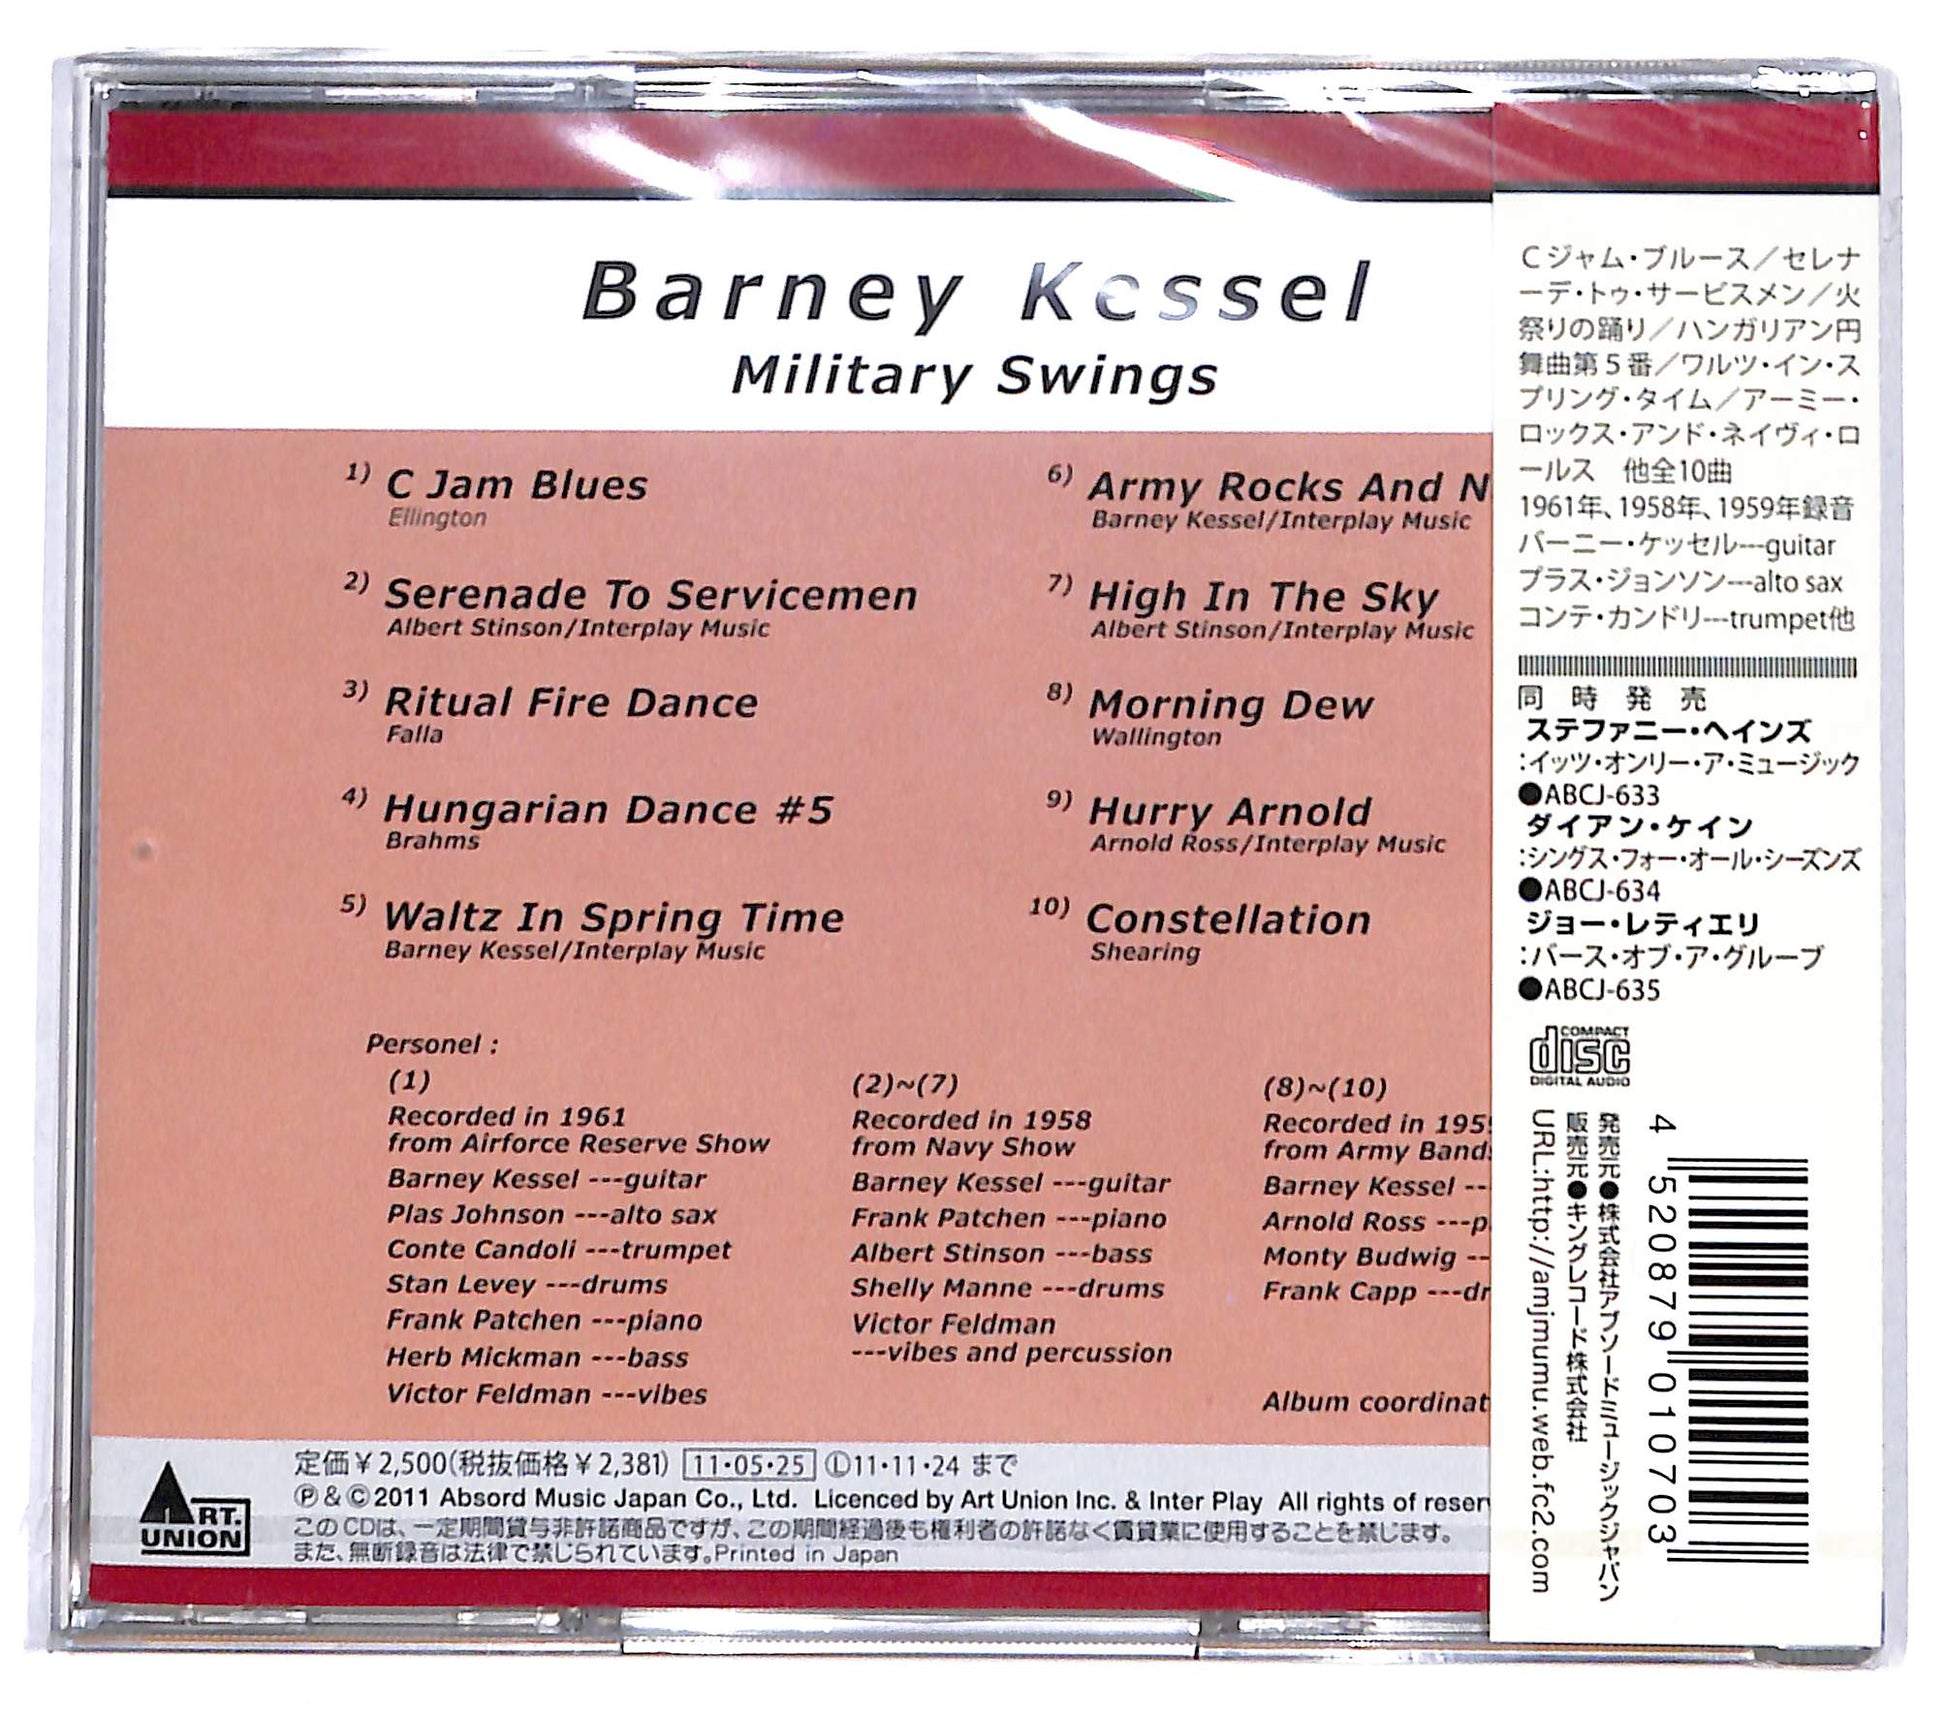 Barney Kessel
Military Swings
1) C Jam Blues
Ellington
2) Serenade To Servicemen
Albert Stinson/Interplay Music
3) Ritual Fire Dance
Falla
4) Hungarian Dance #5
Brahms
5) Waltz In Spring Time
Barney Kessel/Interplay Music
6) Army Rocks And N
Barney Kessel/Interplay Music
7) High In The Sky
Albert Stinson/Interplay Music
8) Morning Dew
Wallington
9) Hurry Arnold
Arnold Ross/Interplay Music
10) Constellation
Shearing
Personel :
(1)
Recorded in 1961
from Airforce Reserve Show
Barney Kessel ---guitar
Plas Johnson ---alto sax
Conte Candoli ---trumpet
Stan Levey ---drums
Frank Patchen ---piano
Herb Mickman ---bass
Victor Feldman ---vibes
(2)~(7)
Recorded in 1958
from Navy Show
Barney Kessel ---guitar
Frank Patchen ---piano
Albert Stinson ---bass
Shelly Manne ---drums
Victor Feldman
---vibes and percussion
(8)~(10)
Recorded in 195
from Army Band
Barney Kessel --
Arnold Ross ---p
Monty Budwig --
Frank Capp ---dr
Album coordinat
ART.
UNION
定価￥2,500(税抜価格￥2,381) 11・05・25 Ⓛ11・11・24 まで
Ⓟ&©2011 Absord Music Japan Co., Ltd. Licenced by Art Union Inc. & Inter Play All rights of reser
このCDは、一定期間貸与非許諾商品ですが、この期間経過後も権利者の許諾なく賃貸業に使用することを禁じます。
また、無断録音は法律で禁じられています。Printed in Japan
Cジャム・ブルース／セレナ
ーデ・トゥ・サービスメン／火
祭りの踊り／ハンガリアン円
舞曲第5番／ワルツ・イン・ス
プリング・タイム／アーミー・
ロックス・アンド・ネイヴィ・ロ
ールス　他全10曲
1961年、1958年、1959年録音
バーニー・ケッセル---guitar
プラス・ジョンソン---alto sax
コンテ・カンドリ---trumpet他
同時発売
ステファニー・ヘインズ
:イッツ・オンリー・ア・ミュージック
●ABCJ-633
ダイアン・ケイン
:シングス・フォー・オール・シーズンズ
●ABCJ-634
ジョー・レティエリ
:バース・オブ・ア・グループ
●ABCJ-635
COMPACT
disc
DIGITAL AUDIO
発売元●株式会社アブソードミュージックジャパン
販売元●キングレコード株式会社
URL:http://amjmumu.web.fc2.com
4 520879 010703